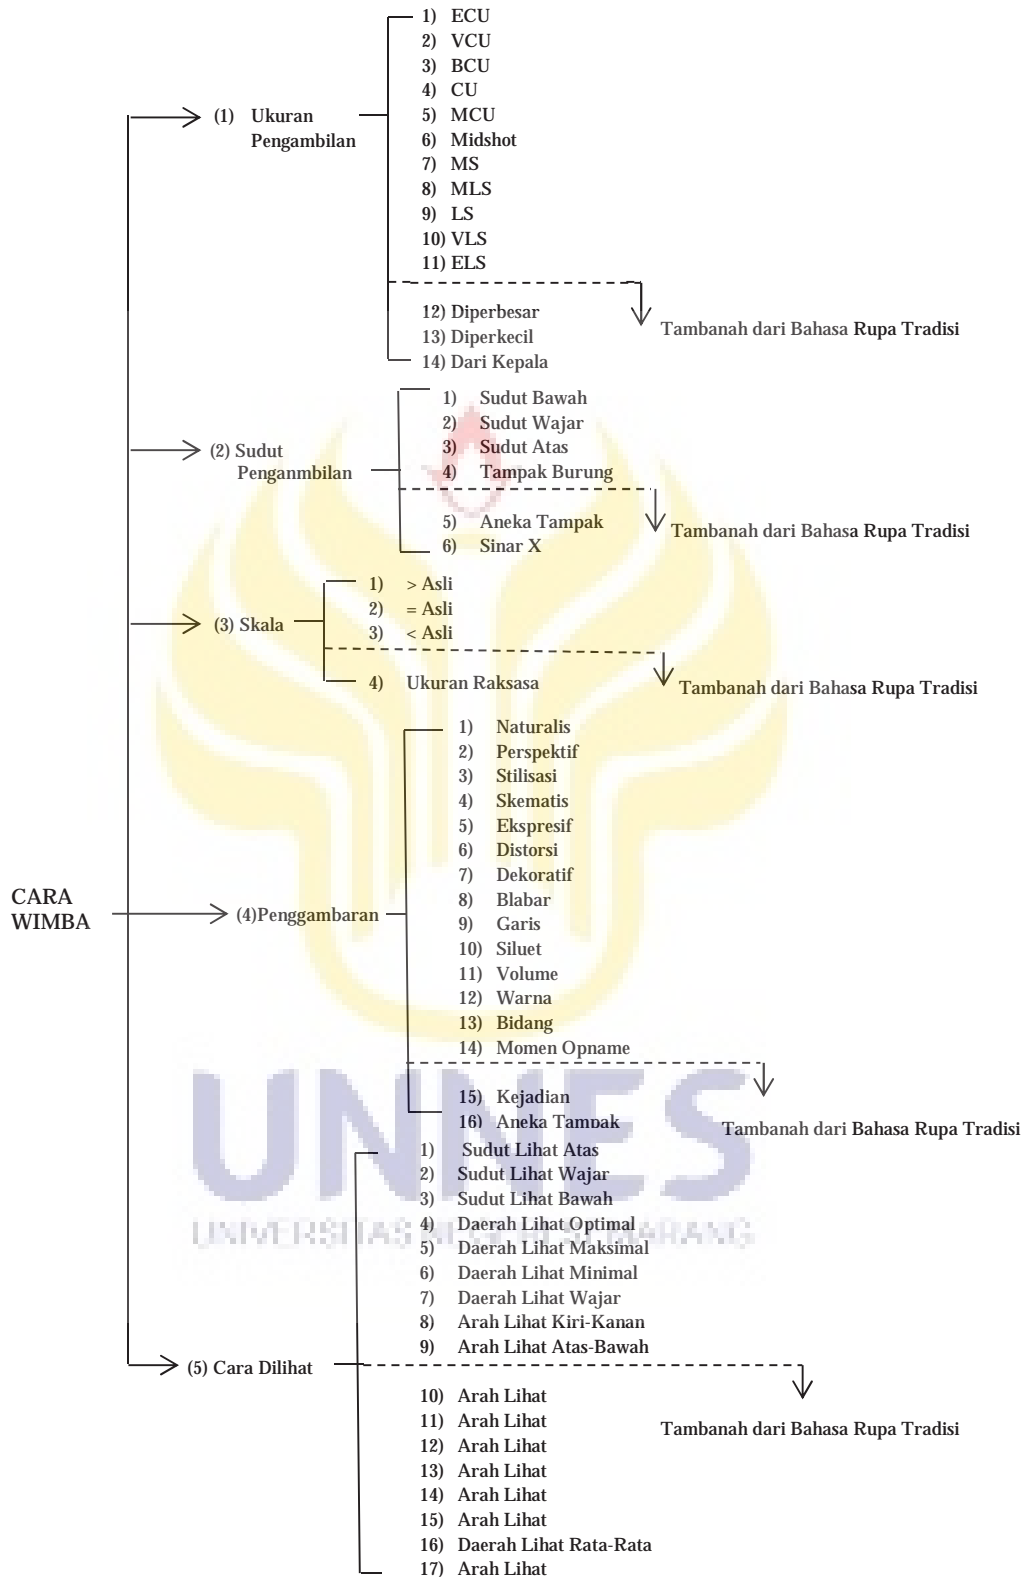 1) ECU
2) VCU
3) BCU
4) CU
(1) Ukuran Pengambilan
5) MCU
6) Midshot
7) MS
8) MLS
9) LS
10) VLS
11) ELS
12) Diperbesar
13) Diperkecil
14) Dari Kepala
Tambanah dari Bahasa Rupa Tradisi
(2) Sudut
Penganmbilan
1) Sudut Bawah
2) Sudut Wajar
3) Sudut Atas
4) Tampak Burung
5) Aneka Tampak
6) Sinar X
Tambanah dari Bahasa Rupa Tradisi
(3) Skala
1) > Asli
2) = Asli
3) < Asli
4) Ukuran Raksasa
Tambanah dari Bahasa Rupa Tradisi
CARA
WIMBA
(4)Penggambaran
1) Naturalis
2) Perspektif
3) Stilisasi
4) Skematis
5) Ekspresif
6) Distorsi
7) Dekoratif
8) Blabar
9) Garis
10) Siluet
11) Volume
12) Warna
13) Bidang
14) Momen Opname
15) Kejadian
16) Aneka Tampak
Tambanah dari Bahasa Rupa Tradisi
(5) Cara Dilihat
1) Sudut Lihat Atas
2) Sudut Lihat Wajar
3) Sudut Lihat Bawah
4) Daerah Lihat Optimal
5) Daerah Lihat Maksimal
6) Daerah Lihat Minimal
7) Daerah Lihat Wajar
8) Arah Lihat Kiri-Kanan
9) Arah Lihat Atas-Bawah
10) Arah Lihat
11) Arah Lihat
12) Arah Lihat
13) Arah Lihat
14) Arah Lihat
15) Arah Lihat
16) Daerah Lihat Rata-Rata
17) Arah Lihat
Tambanah dari Bahasa Rupa Tradisi
UNNES
UNIVERSITAS NEGERI SEMARANG